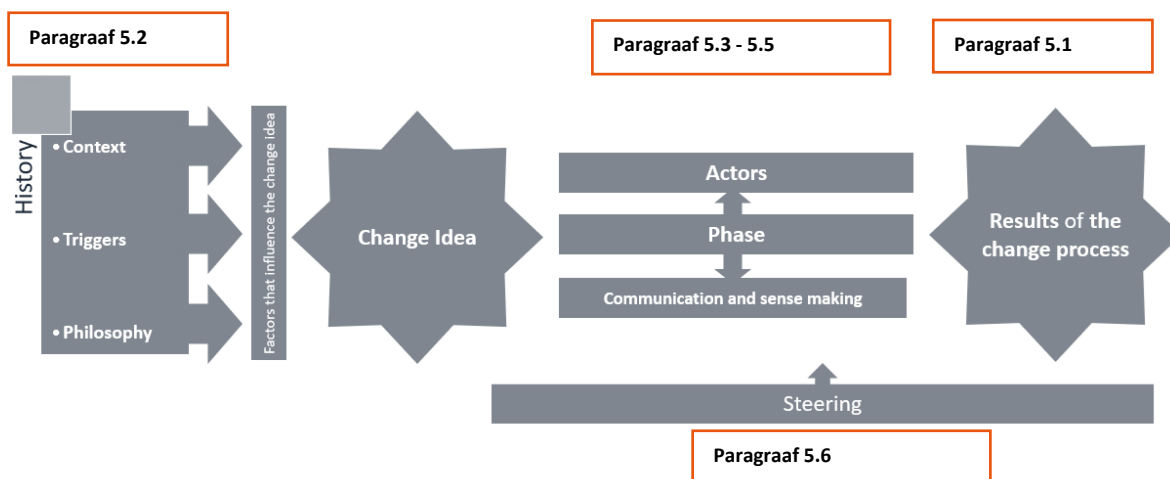 Paragraaf 5.2
Paragraaf 5.3 - 5.5
Paragraaf 5.1
History
• Context
• Triggers
• Philosophy
Factors that influence the change idea
Change Idea
Actors
Phase
Communication and sense making
Results of the
change process
Steering
Paragraaf 5.6